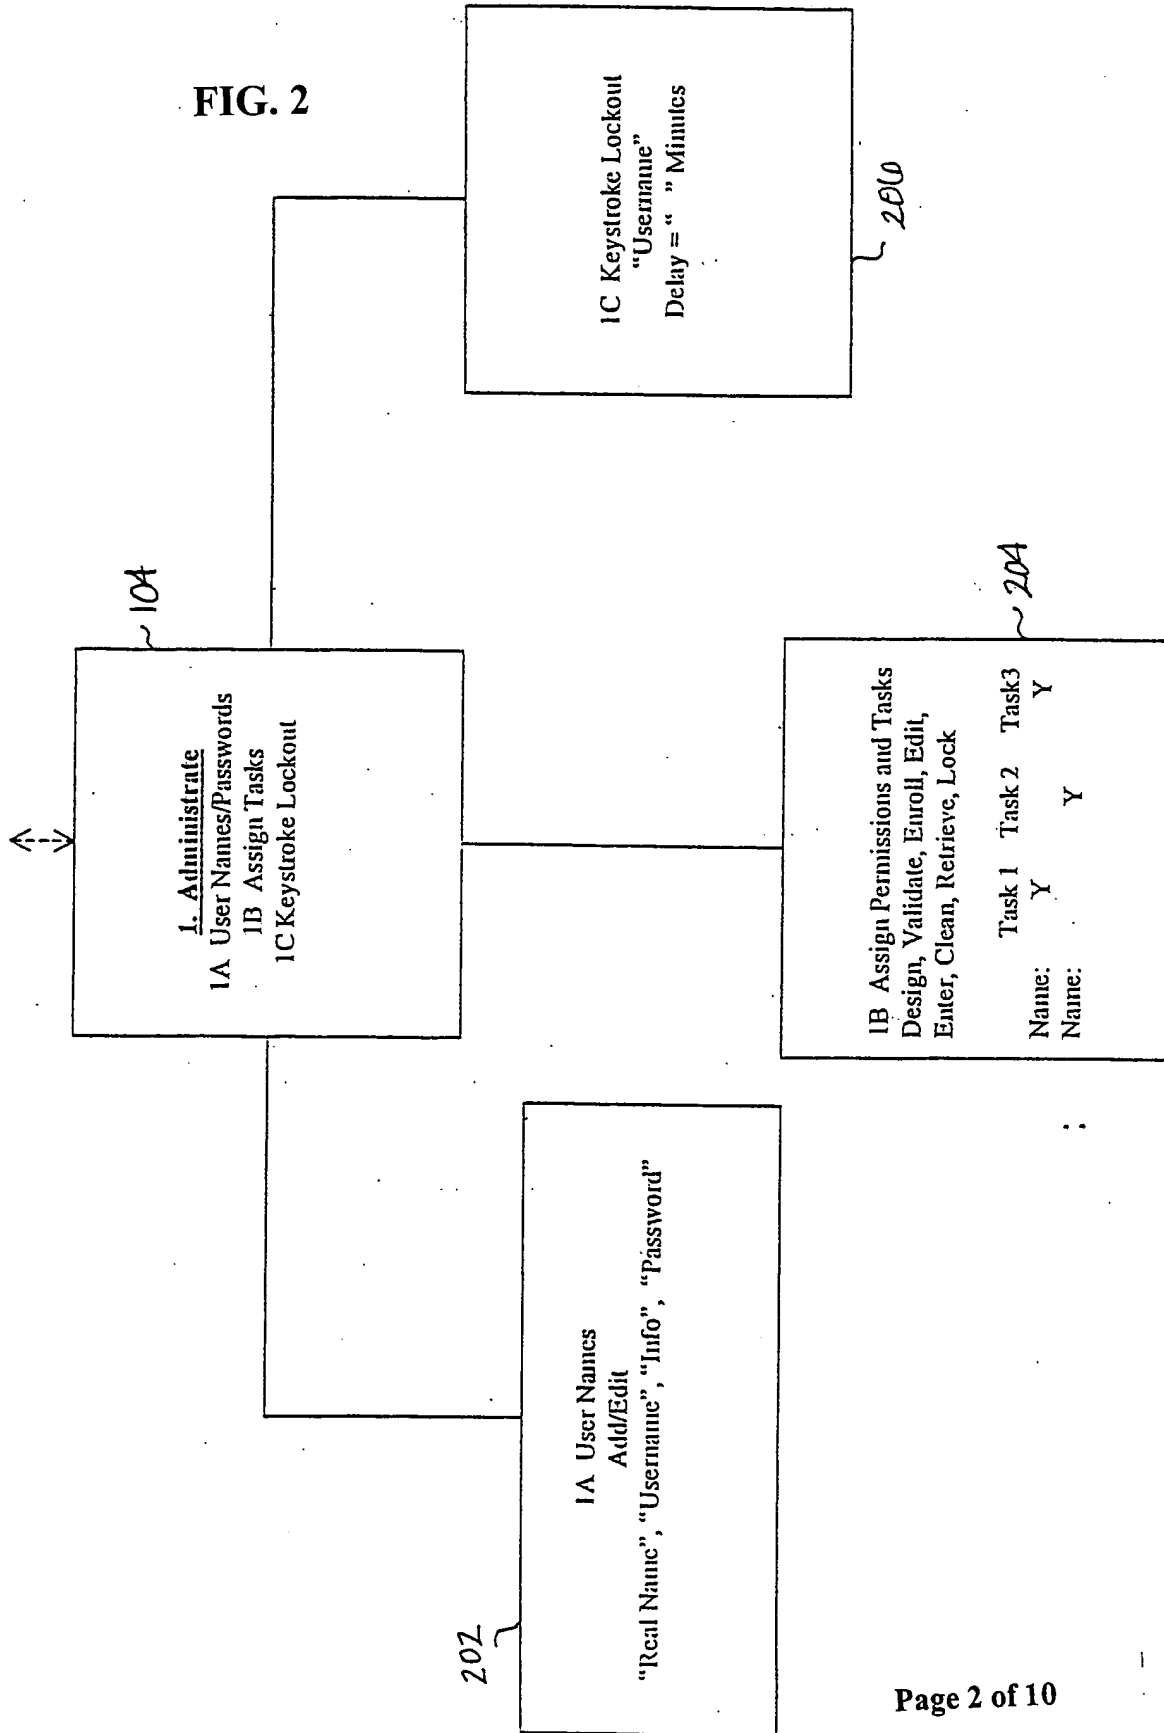 FIG. 2
104
1. Administrate
1A User Names/Passwords
1B Assign Tasks
1C Keystroke Lockout
202
1A User Names
Add/Edit
“Real Name”, “Username”, “Info”, “Password”
1B Assign Permissions and Tasks
Design, Validate, Enroll, Edit,
Enter, Clean, Retrieve, Lock
Task 1 Task 2 Task3
Name: Y Y
Name: Y
204
1C Keystroke Lockout
“Username”
Delay = “ ” Minutes
206
Page 2 of 10